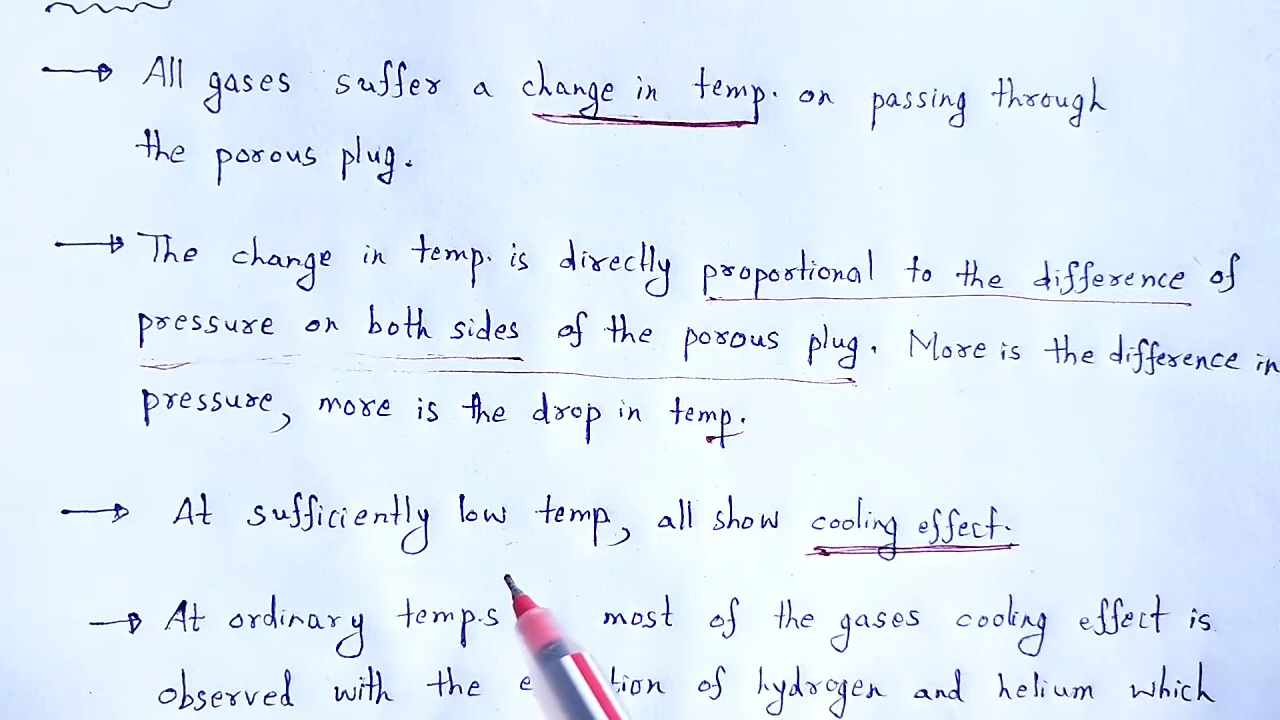 All gases suffer a change in temp. on passing through
the porous plug.
The change in temp. is directly proportional to the difference of
pressure on both sides of the porous plug. More is the difference in
pressure, more is the drop in temp.
At sufficiently low temp, all show cooling effect.
At ordinary temp.s most of the gases cooling effect is
observed with the of hydrogen and helium which